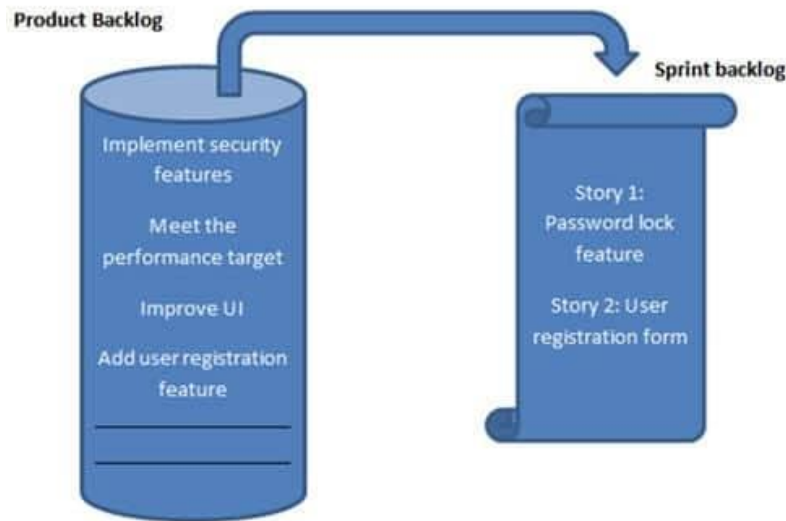 Product Backlog
Implement security
features
Meet the
performance target
Improve UI
Add user registration
feature
Sprint backlog
Story 1:
Password lock
feature
Story 2: User
registration form